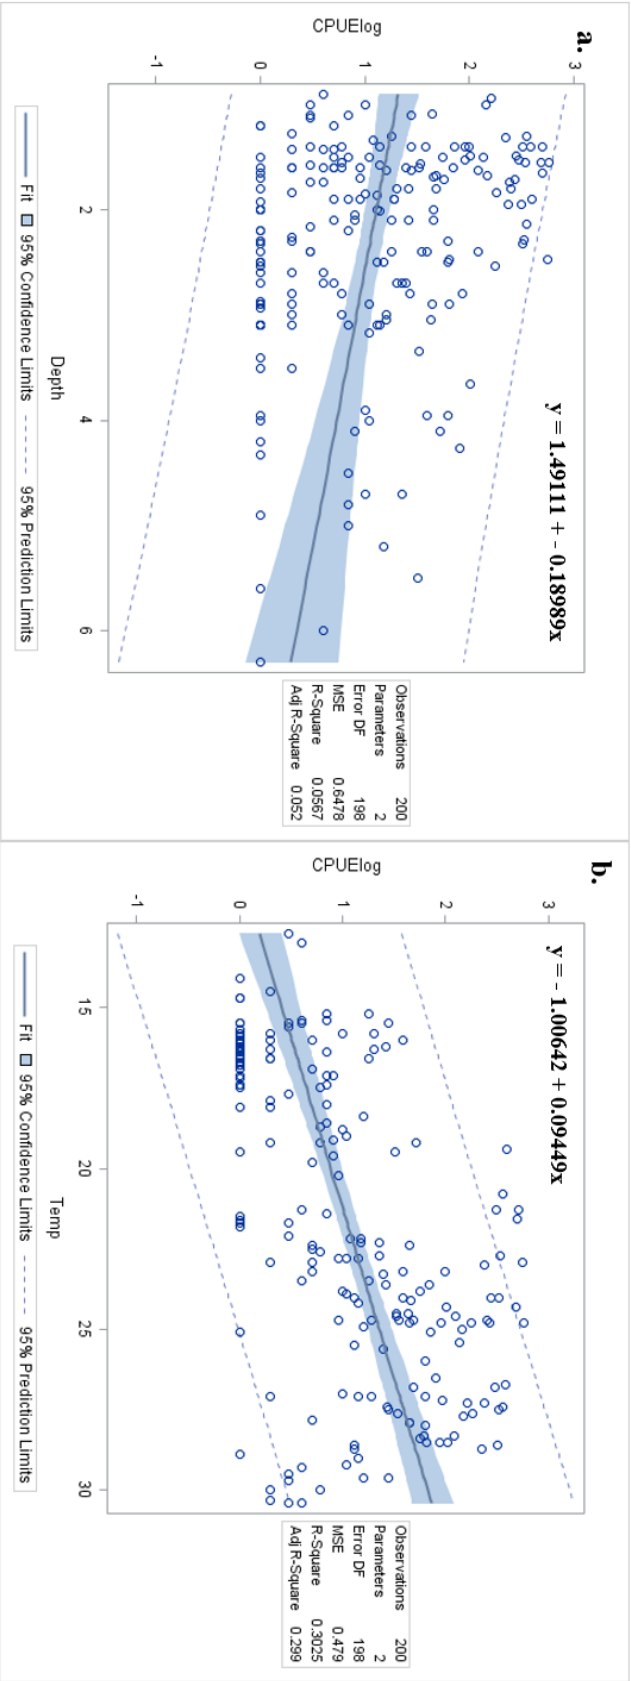 a.
y = 1.49111 + - 0.18989x
CPUElog
3
2
1
0
-1
2
4
6
Depth
Fit 95% Confidence Limits 95% Prediction Limits
Observations 200
Parameters 2
Error DF 198
MSE 0.6478
R-Square 0.0567
Adj R-Square 0.052
b.
y = - 1.00642 + 0.09449x
CPUElog
3
2
1
0
-1
15
20
25
30
Temp
Fit 95% Confidence Limits 95% Prediction Limits
Observations 200
Parameters 2
Error DF 198
MSE 0.479
R-Square 0.3025
Adj R-Square 0.299